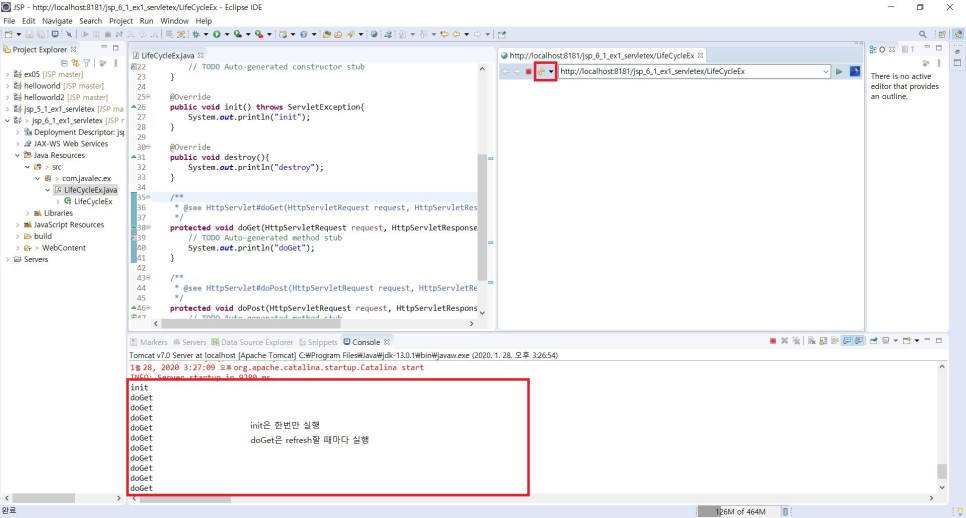 JSP - http://localhost:8181/jsp_6_1_ex1_servletex/LifeCycleEx - Eclipse IDE
File Edit Navigate Search Project Run Window Help
Project Explorer
ex05 [JSP master]
helloworld [JSP master]
helloworld2 [JSP master]
jsp_5_1_ex1_servletex [JSP ma
> jsp_6_1_ex1_servletex [JSP r
Deployment Descriptor: jsp
JAX-WS Web Services
Java Resources
> src
> com.javalec.ex
LifeCycleEx.java
LifeCycleEx
Libraries
JavaScript Resources
build
> WebContent
Servers
LifeCycleEx.java
22 // TODO Auto-generated constructor stub
23 }
24
25 @Override
26 public void init() throws ServletException{
27 System.out.println("init");
28 }
29
30 @Override
31 public void destroy(){
32 System.out.println("destroy");
33 }
34
35 /**
36 * @see HttpServlet#doGet(HttpServletRequest request, HttpServletRes
37 */
38 protected void doGet(HttpServletRequest request, HttpServletResponse
39 // TODO Auto-generated method stub
40 System.out.println("doGet");
41 }
42
43 /**
44 * @see HttpServlet#doPost(HttpServletRequest request, HttpServletRe
45 */
46 protected void doPost(HttpServletRequest request, HttpServletRespons
47 // TODO Auto-generated method stub
http://localhost:8181/jsp_6_1_ex1_servletex/LifeCycleEx
http://localhost:8181/jsp_6_1_ex1_servletex/LifeCycleEx
There is no active
editor that provides
an outline.
Markers Servers Data Source Explorer Snippets Console
Tomcat v7.0 Server at localhost [Apache Tomcat] C:₩Program Files₩Java₩jdk-13.0.1₩bin₩javaw.exe (2020. 1. 28. 오후 3:26:54)
1월 28, 2020 3:27:09 오후 org.apache.catalina.startup.Catalina start
INFO: Server startup in 9280 ms
init
doGet
doGet
doGet
doGet
doGet
doGet
doGet
doGet
doGet
doGet
init은 한번만 실행
doGet은 refresh할 때마다 실행
완료
126M of 464M